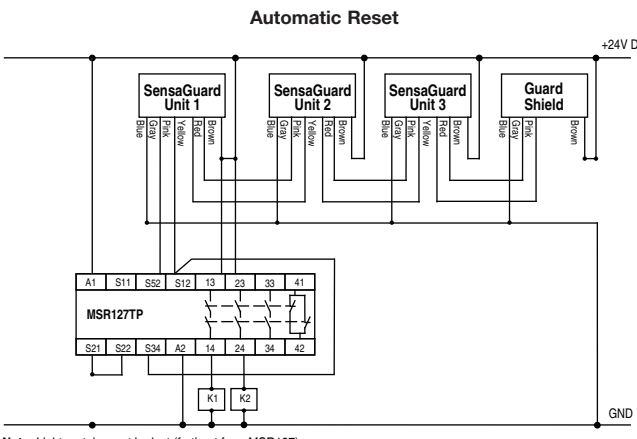 Automatic Reset
+24V D
SensaGuard
Unit 1
SensaGuard
Unit 2
SensaGuard
Unit 3
Guard
Shield
Blue
Gray
Pink
Yellow
Red
Brown
Blue
Gray
Pink
Yellow
Red
Brown
Blue
Gray
Pink
Yellow
Red
Brown
Blue
Gray
Pink
Brown
A1 S11 S52 S12 13 23 33 41
MSR127TP
S21 S22 S34 A2 14 24 34 42
K1 K2
GND